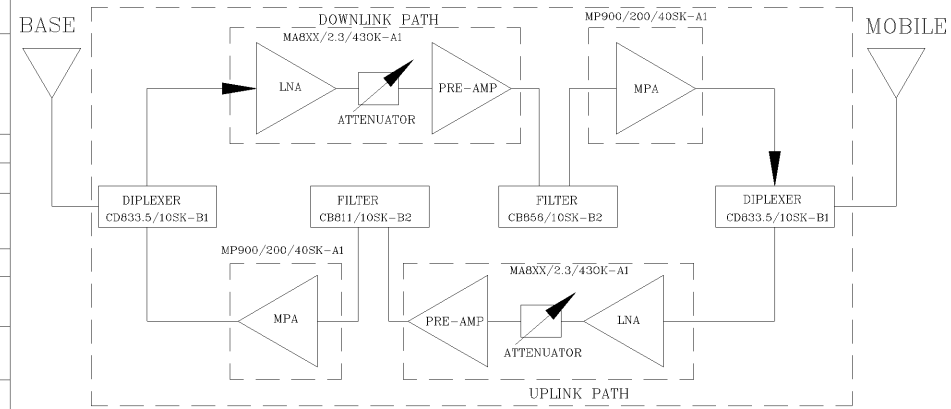 BASE
DOWNLINK PATH
MP900/200/40SK-A1
MOBILE
MA8XX/2.3/430K-A1
LNA
ATTENUATOR
PRE-AMP
MPA
DIPLEXER
CD833.5/10SK-B1
FILTER
CB811/10SK-B2
FILTER
CB856/10SK-B2
DIPLEXER
CD833.5/10SK-B1
MP900/200/40SK-A1
MPA
MA8XX/2.3/430K-A1
PRE-AMP
ATTENUATOR
LNA
UPLINK PATH